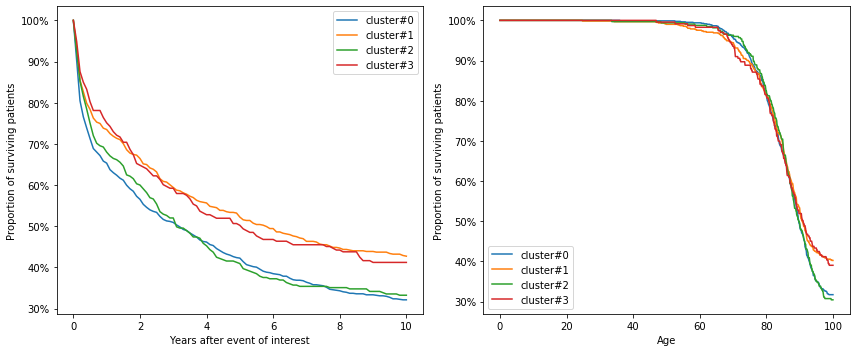 100%
90%
80%
70%
60%
50%
40%
30%
Proportion of surviving patients
0
2
4
6
8
10
Years after event of interest
cluster#0
cluster#1
cluster#2
cluster#3
100%
90%
80%
70%
60%
50%
40%
30%
Proportion of surviving patients
0
20
40
60
80
100
Age
cluster#0
cluster#1
cluster#2
cluster#3